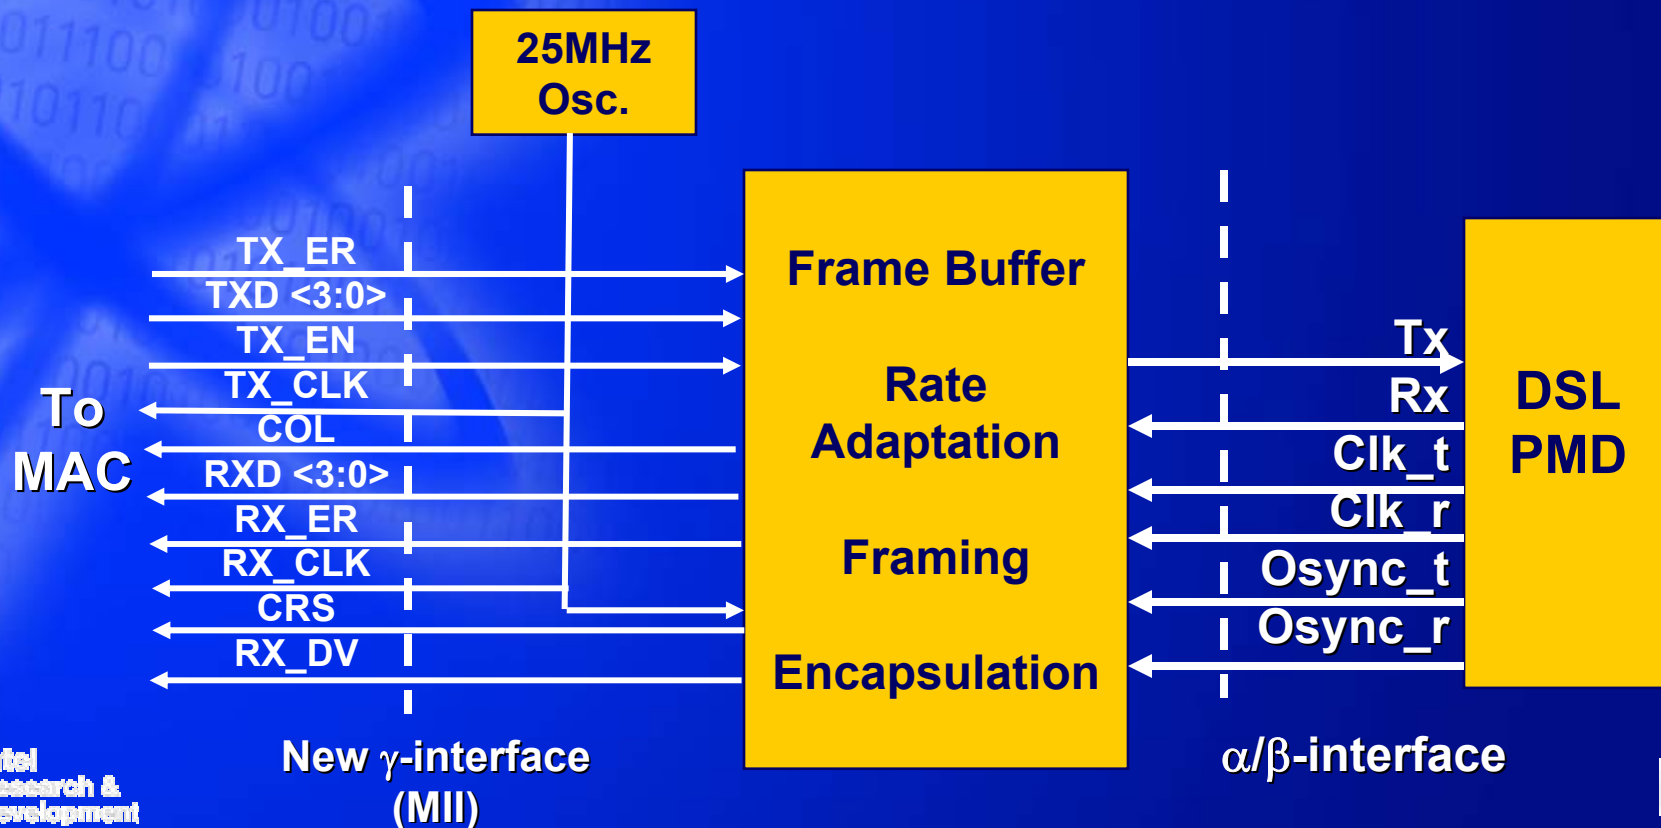 25MHz
Osc.
TX_ER
TXD <3:0>
TX_EN
TX_CLK
COL
RXD <3:0>
RX_ER
RX_CLK
CRS
RX_DV
To
MAC
New γ-interface
(MII)
Frame Buffer
Rate
Adaptation
Framing
Encapsulation
Tx
Rx
Clk_t
Clk_r
Osync_t
Osync_r
α/β-interface
DSL
PMD